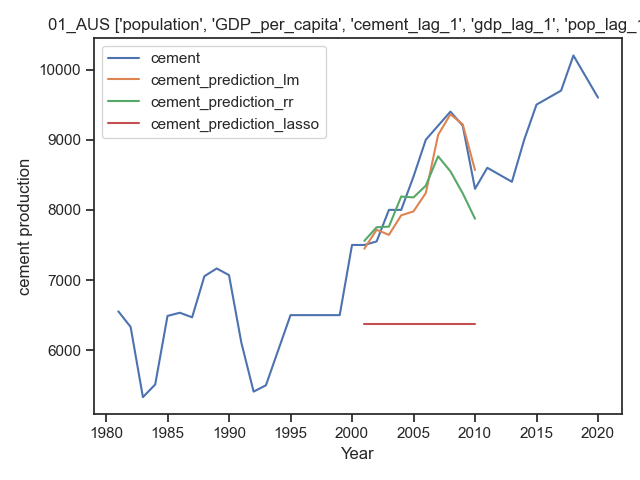 01_AUS ['population', 'GDP_per_capita', 'cement_lag_1', 'gdp_lag_1', 'pop_lag_1
cement
cement_prediction_lm
cement_prediction_rr
cement_prediction_lasso
10000
9000
8000
7000
6000
cement production
1980 1985 1990 1995 2000 2005 2010 2015 2020
Year